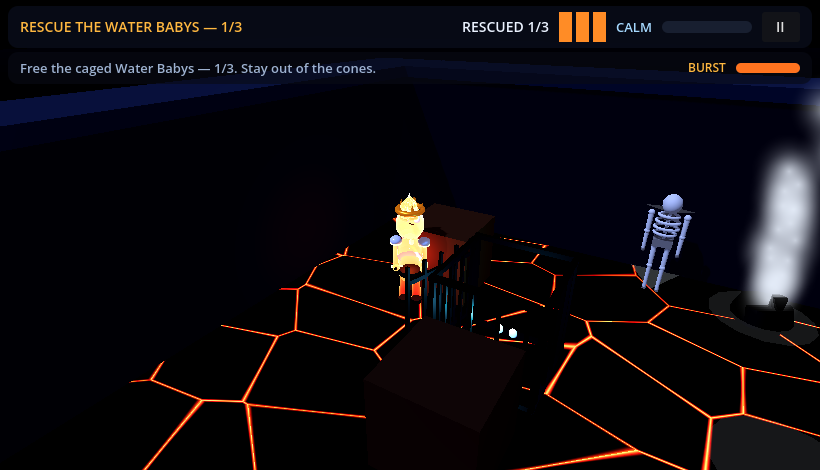 RESCUE THE WATER BABYS — 1/3
RESCUED 1/3
CALM
Free the caged Water Babys — 1/3. Stay out of the cones.
BURST